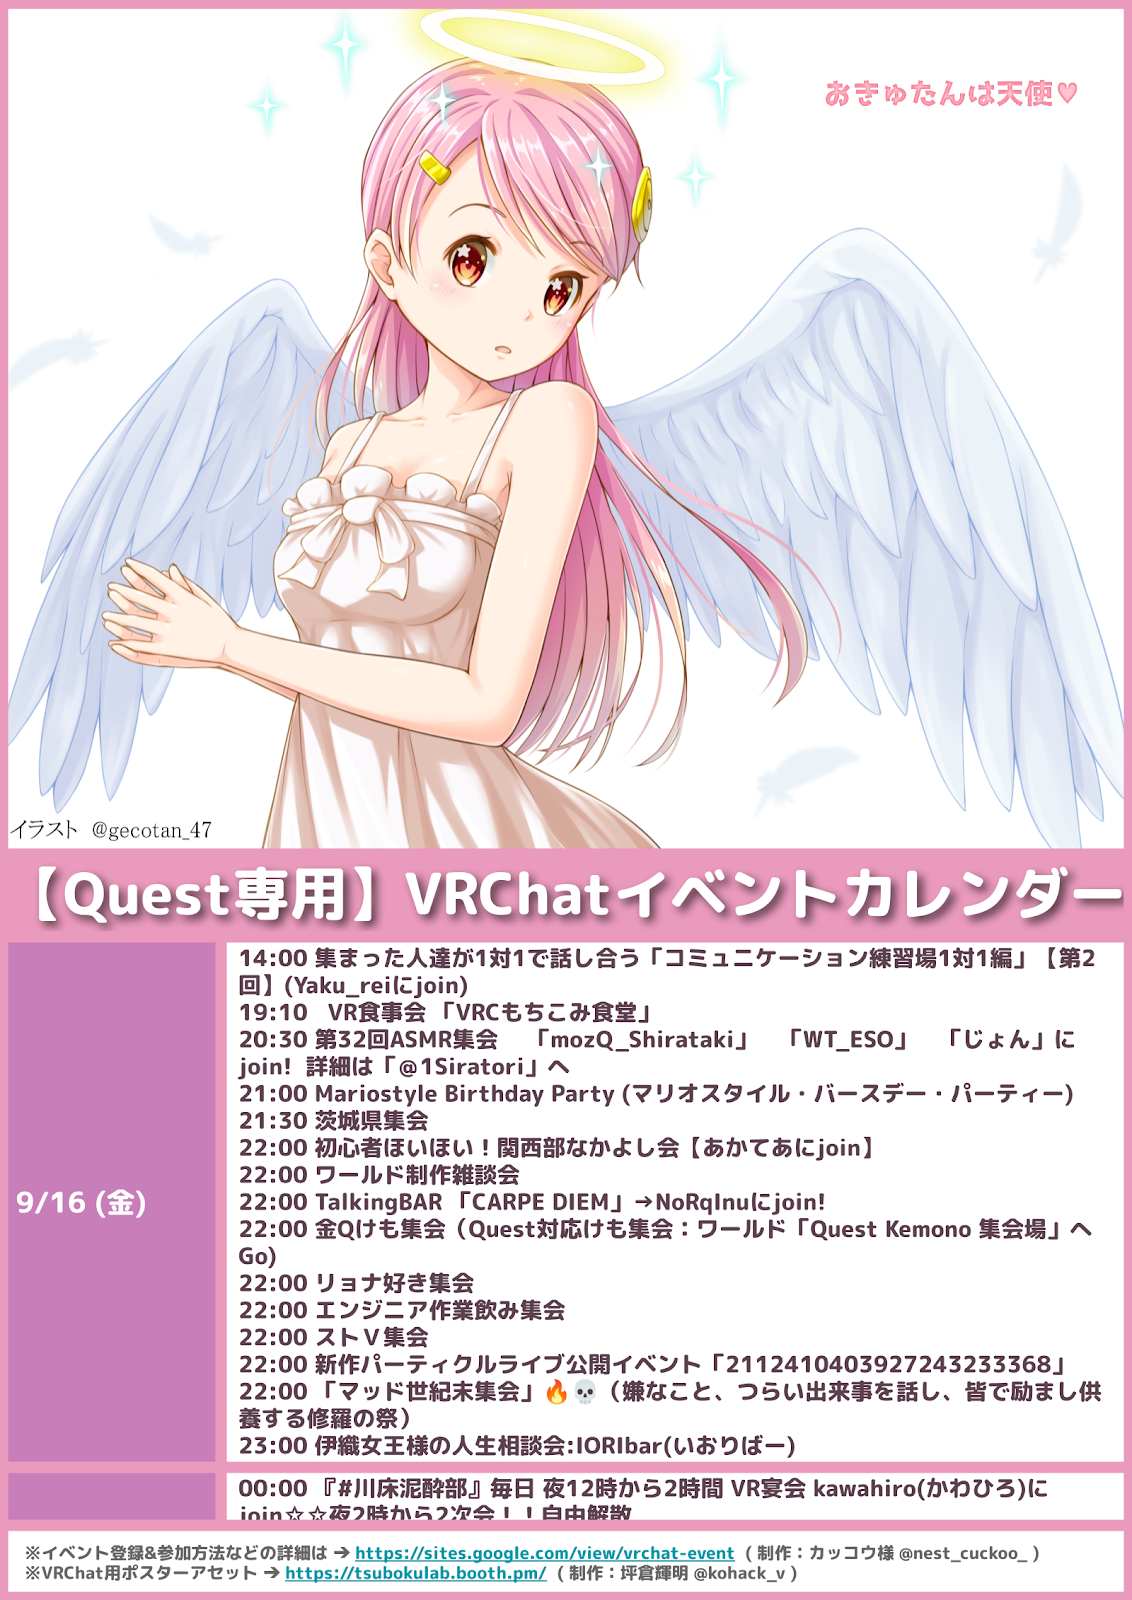 おきゅたんは天使♥
イラスト @gecotan_47
【Quest専用】VRChatイベントカレンダー
9/16 (金)
14:00 集まった人達が1対1で話し合う「コミュニケーション練習場1対1編」【第2
回】(Yaku_reiにjoin)
19:10　VR食事会 「VRCもちこみ食堂」
20:30 第32回ASMR集会　「mozQ_Shirataki」　「WT_ESO」　「じょん」に
join!  詳細は「@1Siratori」へ
21:00 Mariostyle Birthday Party (マリオスタイル・バースデー・パーティー)
21:30 茨城県集会
22:00 初心者ほいほい！関西部なかよし会【あかてあにjoin】
22:00 ワールド制作雑談会
22:00 TalkingBAR 「CARPE DIEM」→NoRqInuにjoin!
22:00 金Qけも集会（Quest対応けも集会：ワールド「Quest Kemono 集会場」へ
Go)
22:00 リョナ好き集会
22:00 エンジニア作業飲み集会
22:00 ストＶ集会
22:00 新作パーティクルライブ公開イベント「2112410403927243233368」
22:00 「マッド世紀末集会」🔥💀（嫌なこと、つらい出来事を話し、皆で励まし供
養する修羅の祭）
23:00 伊織女王様の人生相談会:IORIbar(いおりばー)
00:00 『#川床泥酔部』毎日 夜12時から2時間 VR宴会 kawahiro(かわひろ)に
join☆☆夜2時から2次会！！自由解散
※イベント登録&参加方法などの詳細は ➔ https://sites.google.com/view/vrchat-event （ 制作：カッコウ様 @nest_cuckoo_ ）
※VRChat用ポスターアセット ➔ https://tsubokulab.booth.pm/ （ 制作：坪倉輝明 @kohack_v ）